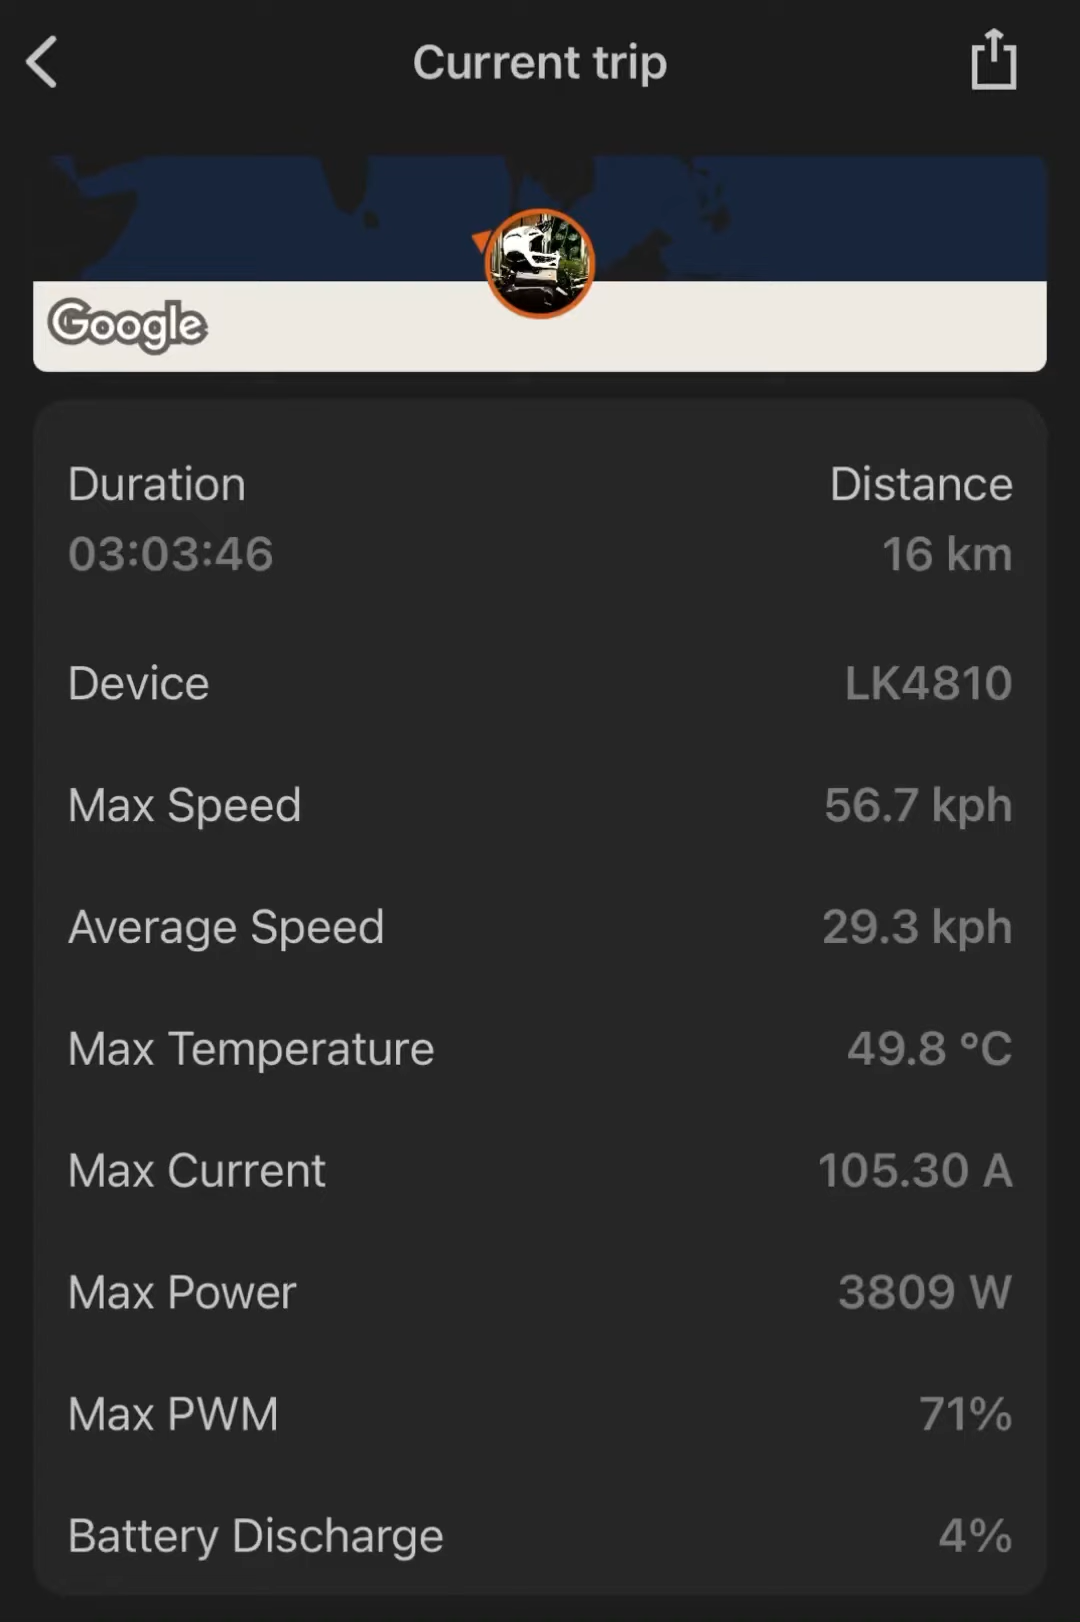 Current trip
Google
Duration Distance
03:03:46 16 km
Device LK4810
Max Speed 56.7 kph
Average Speed 29.3 kph
Max Temperature 49.8 °C
Max Current 105.30 A
Max Power 3809 W
Max PWM 71%
Battery Discharge 4%